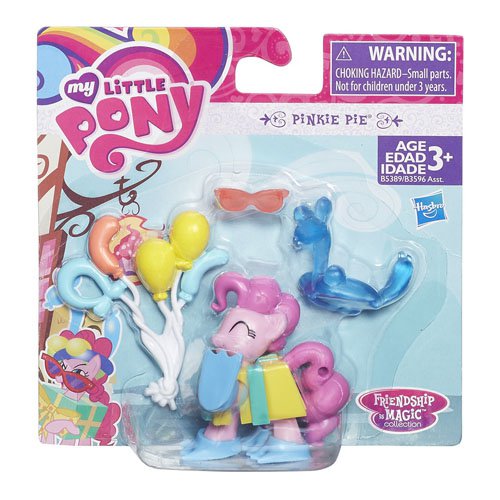 my LiTTLE
PONY
WARNING:
CHOKING HAZARD–Small parts.
Not for children under 3 years.
PiNKiE PiE®
AGE
EDAD
IDADE
3+
B5389/B3596 Asst.
Hasbro
FRiENDSHiP
is MAGiC™
collection